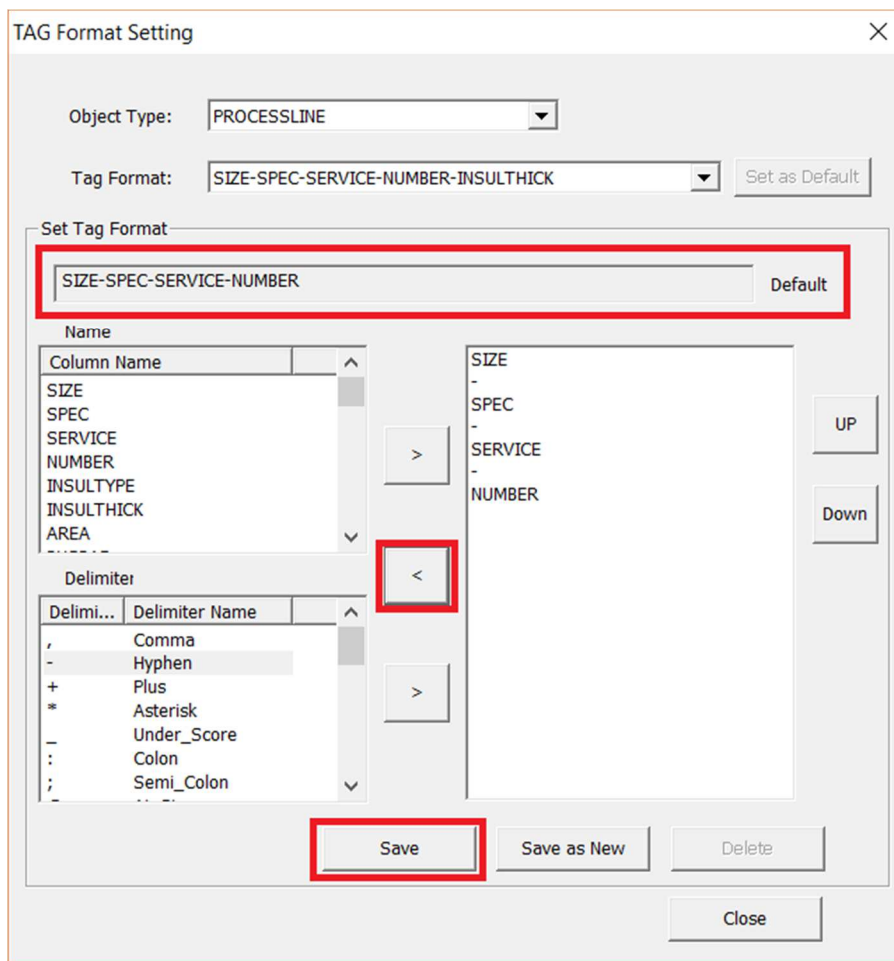 TAG Format Setting
Object Type: PROCESSLINE
Tag Format: SIZE-SPEC-SERVICE-NUMBER-INSULTHICK Set as Default
Set Tag Format
SIZE-SPEC-SERVICE-NUMBER Default
Name
Column Name
SIZE
SPEC
SERVICE
NUMBER
INSULTYPE
INSULTHICK
AREA
>
<
>
SIZE
-
SPEC
-
SERVICE
-
NUMBER
UP
Down
Delimiter
Delimi... Delimiter Name
, Comma
- Hyphen
+ Plus
* Asterisk
_ Under_Score
: Colon
; Semi_Colon
Save Save as New Delete
Close